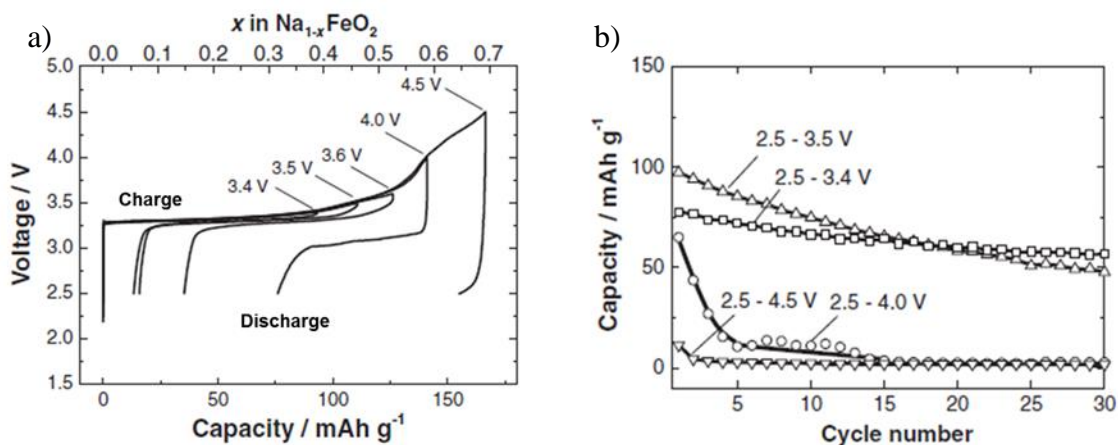 a)
x in Na₁₋ₓFeO₂
0.0 0.1 0.2 0.3 0.4 0.5 0.6 0.7
5.0
4.5
4.0
3.5
3.0
2.5
2.0
1.5
Voltage / V
4.5 V
4.0 V
3.6 V
3.5 V
3.4 V
Charge
Discharge
0 50 100 150
Capacity / mAh g⁻¹
b)
150
100
50
0
Capacity / mAh g⁻¹
2.5 - 3.5 V
2.5 - 3.4 V
2.5 - 4.5 V 2.5 - 4.0 V
5 10 15 20 25 30
Cycle number